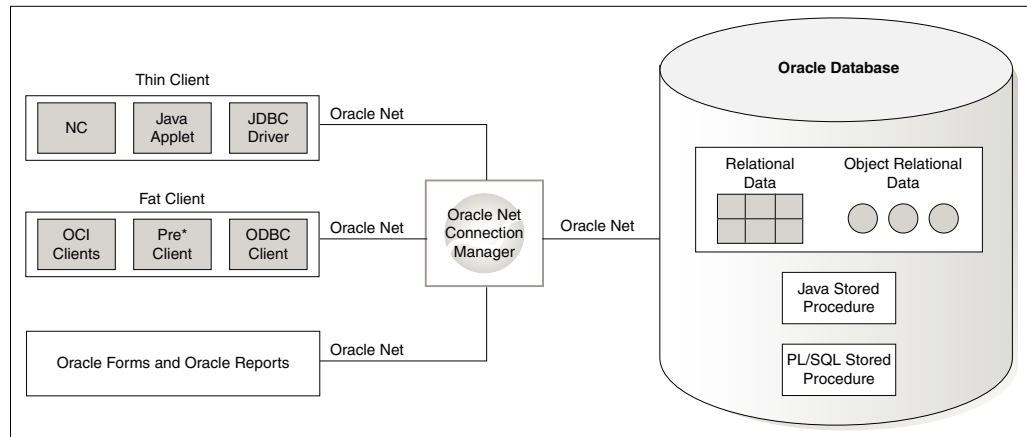 Thin Client
NC
Java
Applet
JDBC
Driver
Oracle Net
Fat Client
OCI
Clients
Pre*
Client
ODBC
Client
Oracle Net
Oracle Forms and Oracle Reports
Oracle Net
Oracle Net
Connection
Manager
Oracle Net
Oracle Database
Relational
Data
Object Relational
Data
Java Stored
Procedure
PL/SQL Stored
Procedure